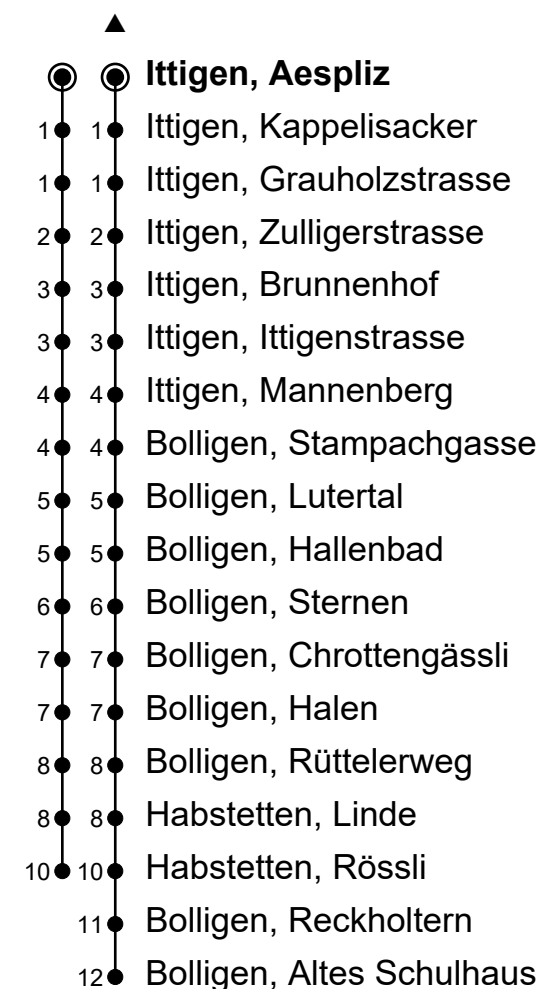 ▲
Ittigen, Aespliz
1 1 Ittigen, Kappelisacker
1 1 Ittigen, Grauholzstrasse
2 2 Ittigen, Zulligerstrasse
3 3 Ittigen, Brunnenhof
3 3 Ittigen, Ittigenstrasse
4 4 Ittigen, Mannenberg
4 4 Bolligen, Stampachgasse
5 5 Bolligen, Lutertal
5 5 Bolligen, Hallenbad
6 6 Bolligen, Sternen
7 7 Bolligen, Chrottengässli
7 7 Bolligen, Halen
8 8 Bolligen, Rüttelerweg
8 8 Habstetten, Linde
10 10 Habstetten, Rössli
11 Bolligen, Reckholtern
12 Bolligen, Altes Schulhaus